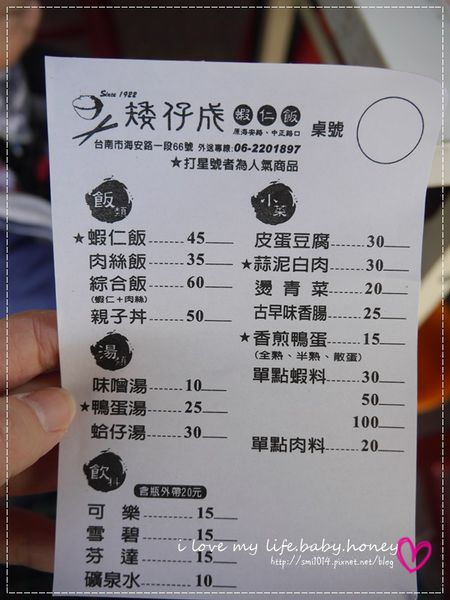 Since 1922
矮仔成 蝦仁飯
原海安路、中正路口
桌號
台南市海安路一段66號 外送專線:06-2201897
★打星號者為人氣商品
飯類
★蝦仁飯 45
肉絲飯 35
綜合飯 60
(蝦仁+肉絲)
親子丼 50
湯類
味噌湯 10
★鴨蛋湯 25
蛤仔湯 30
飲料
含瓶外帶20元
可樂 15
雪碧 15
芬達 15
礦泉水 10
小菜
皮蛋豆腐 30
★蒜泥白肉 30
燙青菜 20
古早味香腸 25
★香煎鴨蛋 15
(全熟、半熟、散蛋)
單點蝦料 30
50
100
單點肉料 20
i love my life.baby.honey
http://smi1014.pixnet.net/blog